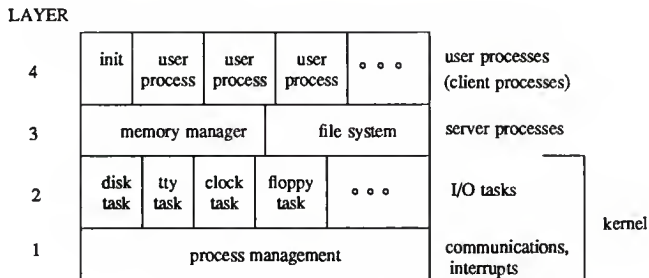 LAYER
4
init
user
process
user
process
user
process
o o o
user processes
(client processes)
3
memory manager
file system
server processes
2
disk
task
tty
task
clock
task
floppy
task
o o o
I/O tasks
kernel
1
process management
communications,
interrupts